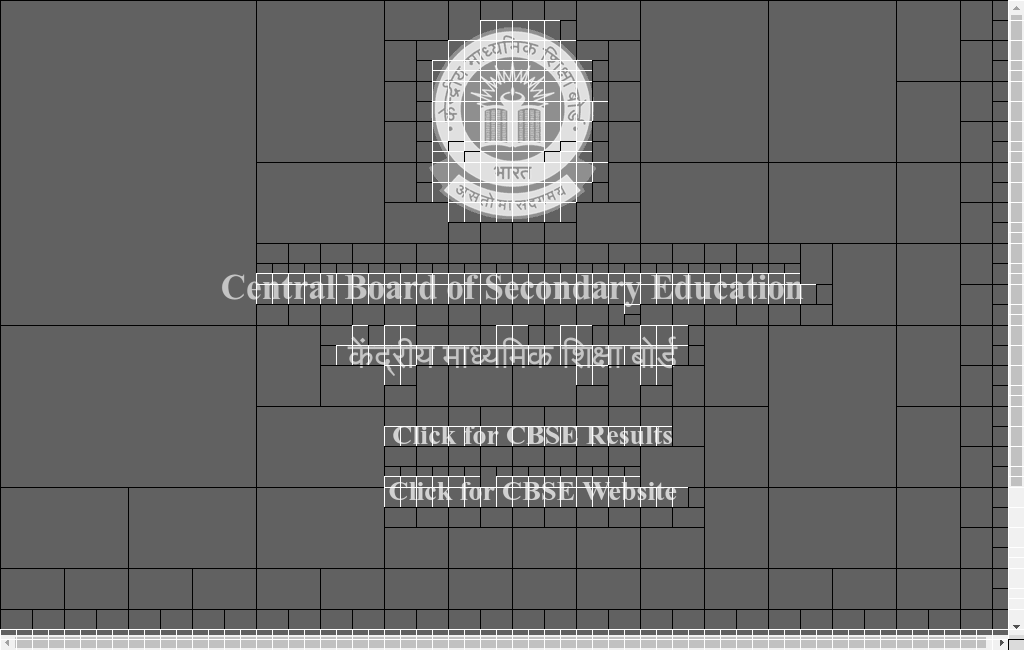 केन्द्रीय माध्यमिक शिक्षा बोर्ड
भारत
असतो मा सद्गमय
Central Board of Secondary Education
केंद्रीय माध्यमिक शिक्षा बोर्ड
Click for CBSE Results
Click for CBSE Website